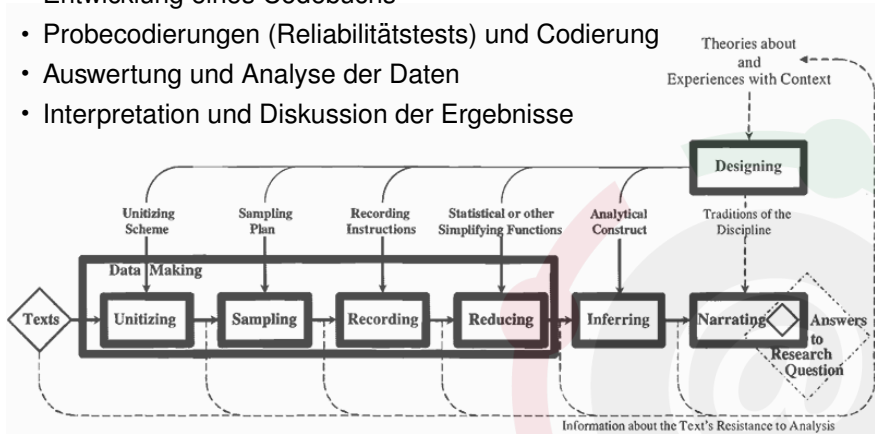 Entwicklung eines Codebuchs
• Probecodierungen (Reliabilitätstests) und Codierung
• Auswertung und Analyse der Daten
• Interpretation und Diskussion der Ergebnisse
Theories about
and
Experiences with Context
Designing
Unitizing
Scheme
Sampling
Plan
Recording
Instructions
Statistical or other
Simplifying Functions
Analytical
Construct
Traditions of the
Discipline
Data Making
Texts
Unitizing
Sampling
Recording
Reducing
Inferring
Narrating
Answers
to
Research
Question
Information about the Text's Resistance to Analysis